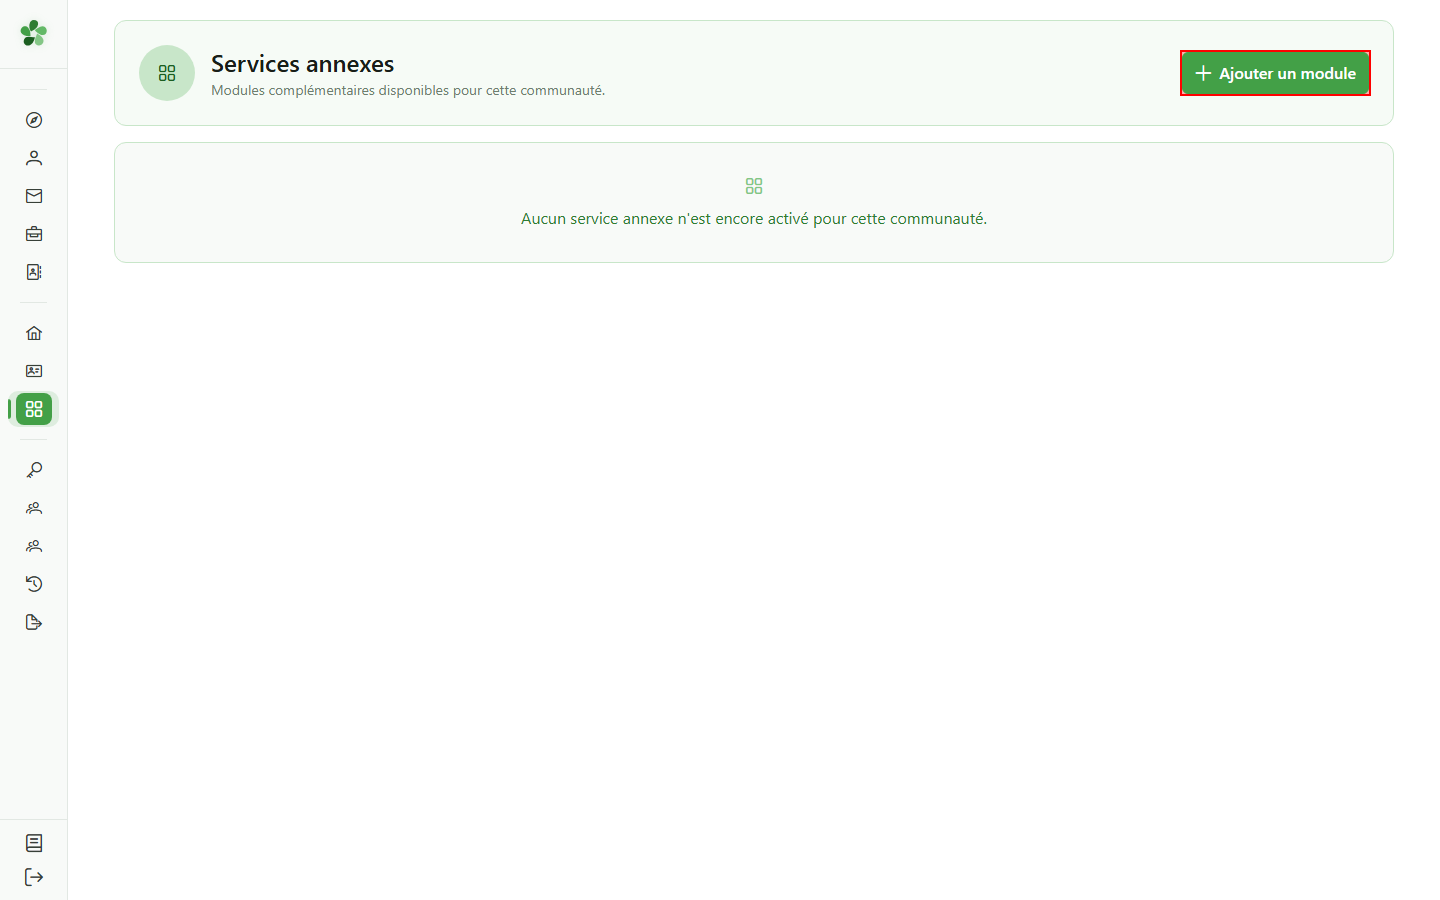 Services annexes
Modules complémentaires disponibles pour cette communauté.
Ajouter un module
Aucun service annexe n'est encore activé pour cette communauté.